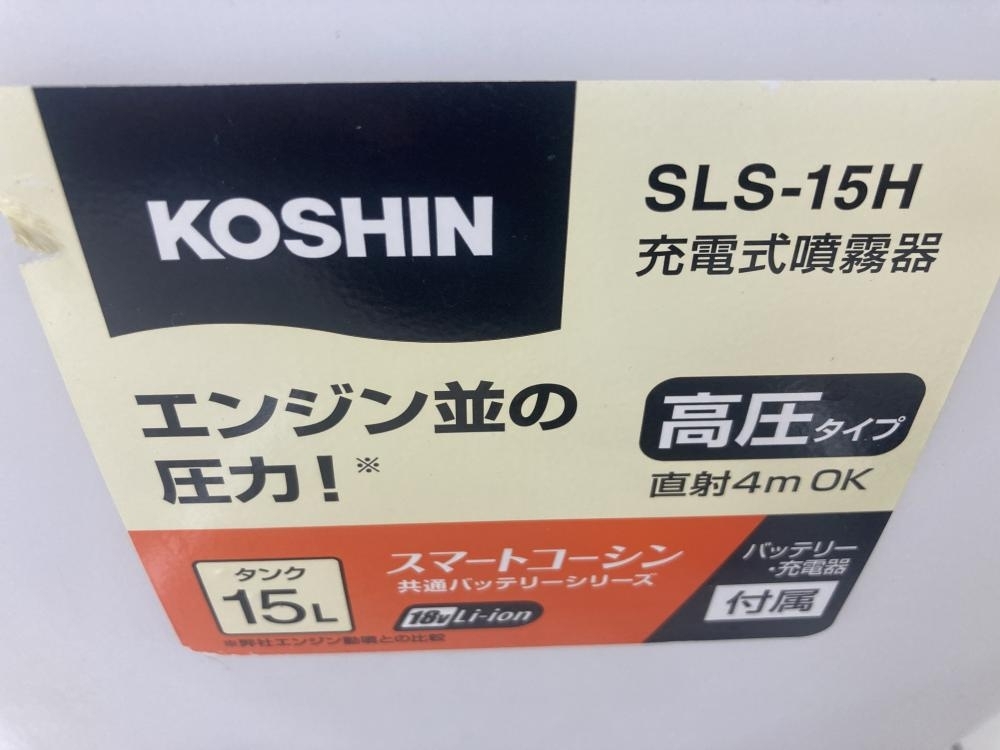 KOSHIN
SLS-15H
充電式噴霧器
エンジン並の
圧力!※
高圧タイプ
直射4m OK
タンク
15L
スマートコーシン
共通バッテリーシリーズ
18V Li-ion
バッテリー
・充電器
付属
※弊社エンジン動噴との比較